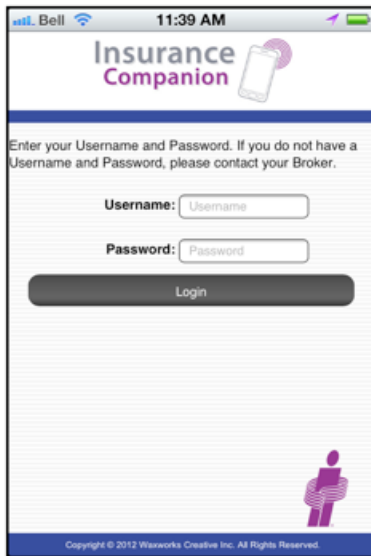 Bell 11:39 AM
Insurance
Companion
Enter your Username and Password. If you do not have a
Username and Password, please contact your Broker.
Username: Username
Password: Password
Login
Copyright © 2012 Waxworks Creative Inc. All Rights Reserved.